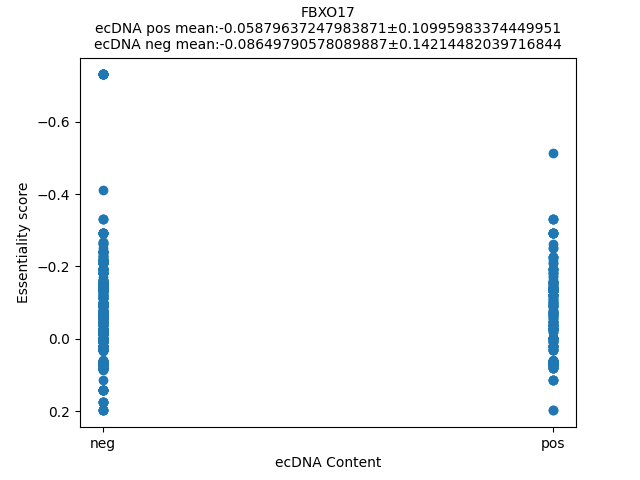 FBXO17
ecDNA pos mean:-0.05879637247983871±0.10995983374449951
ecDNA neg mean:-0.08649790578089887±0.14214482039716844
−0.6
−0.4
−0.2
0.0
0.2
Essentiality score
neg
pos
ecDNA Content